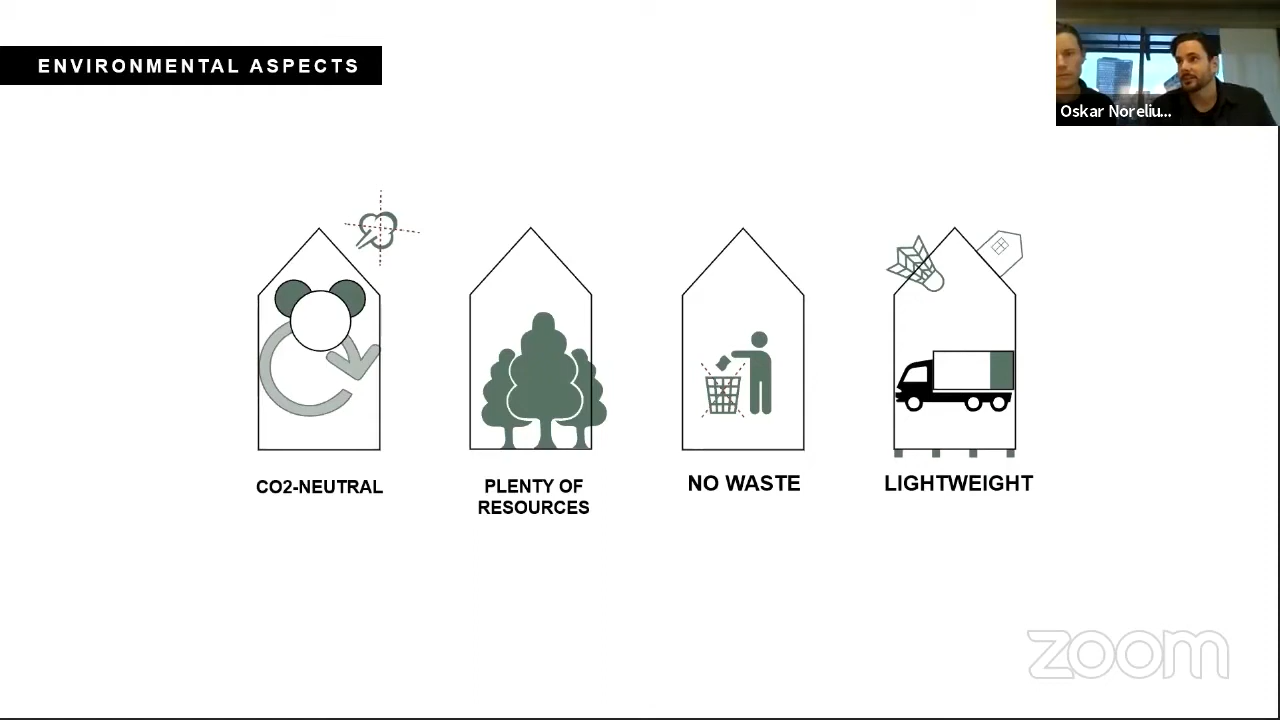 ENVIRONMENTAL ASPECTS
Oskar Noreliu...
CO2-NEUTRAL
PLENTY OF
RESOURCES
NO WASTE
LIGHTWEIGHT
zoom